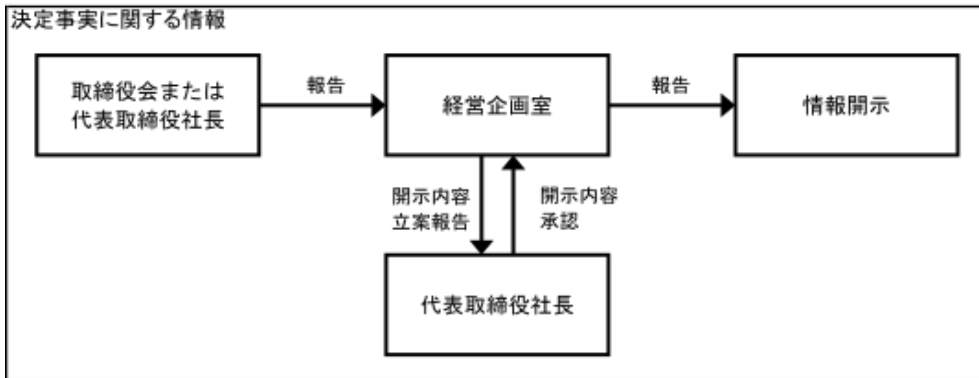 決定事実に関する情報
取締役会または
代表取締役社長
報告
経営企画室
報告
情報開示
開示内容
立案報告
開示内容
承認
代表取締役社長